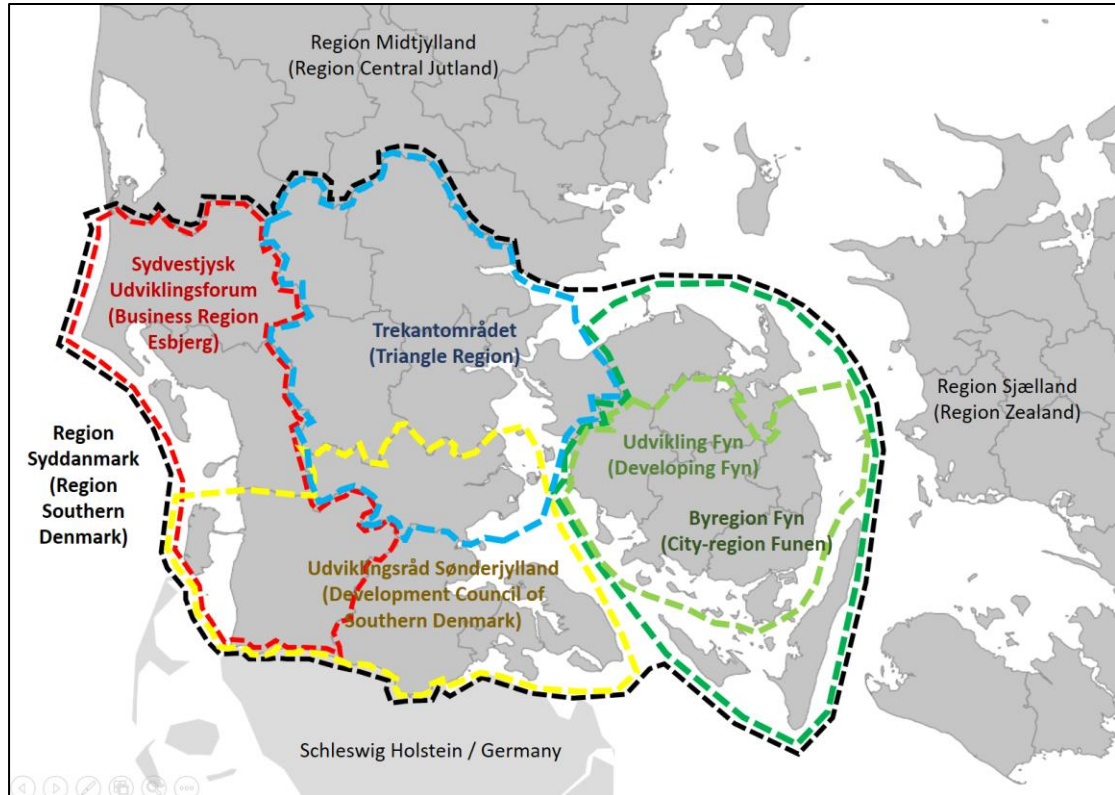 Region Midtjylland
(Region Central Jutland)
Sydvestjysk
Udviklingsforum
(Business Region
Esbjerg)
Trekantområdet
(Triangle Region)
Region Sjælland
(Region Zealand)
Region
Syddanmark
(Region
Southern
Denmark)
Udvikling Fyn
(Developing Fyn)
Byregion Fyn
(City-region Funen)
Udviklingsråd Sønderjylland
(Development Council of
Southern Denmark)
Schleswig Holstein / Germany